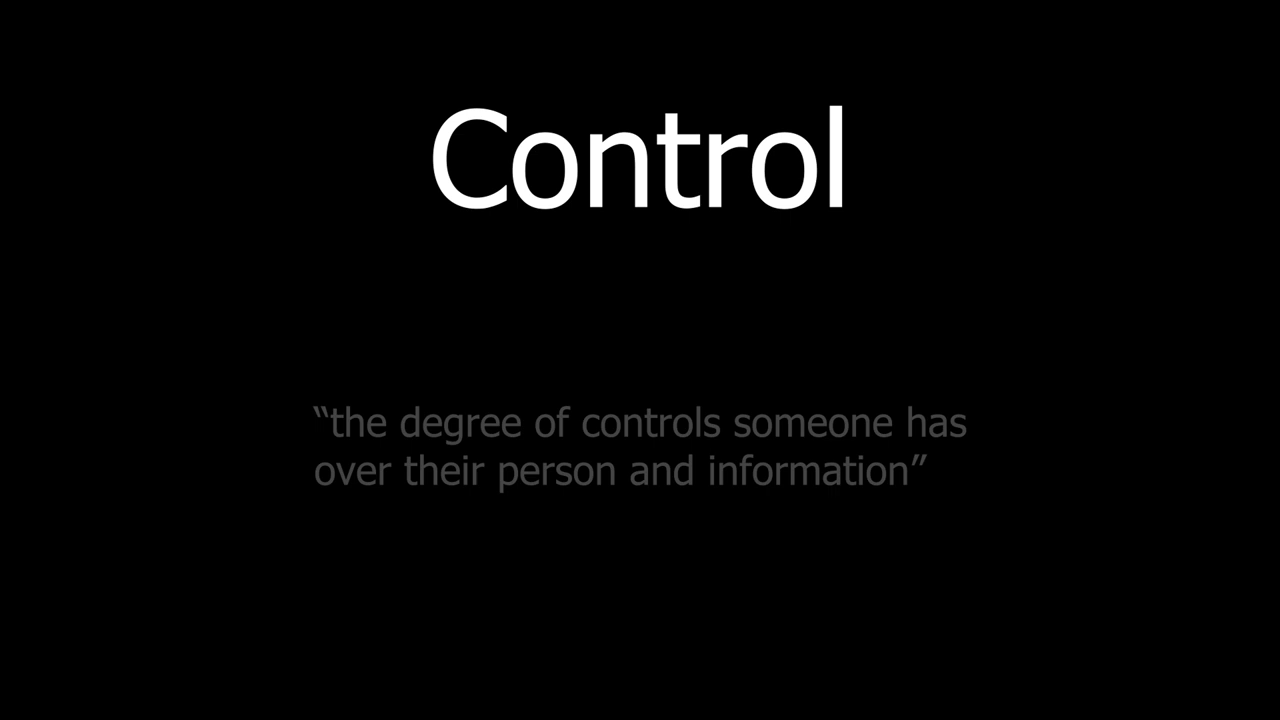 Control
“the degree of controls someone has
over their person and information”